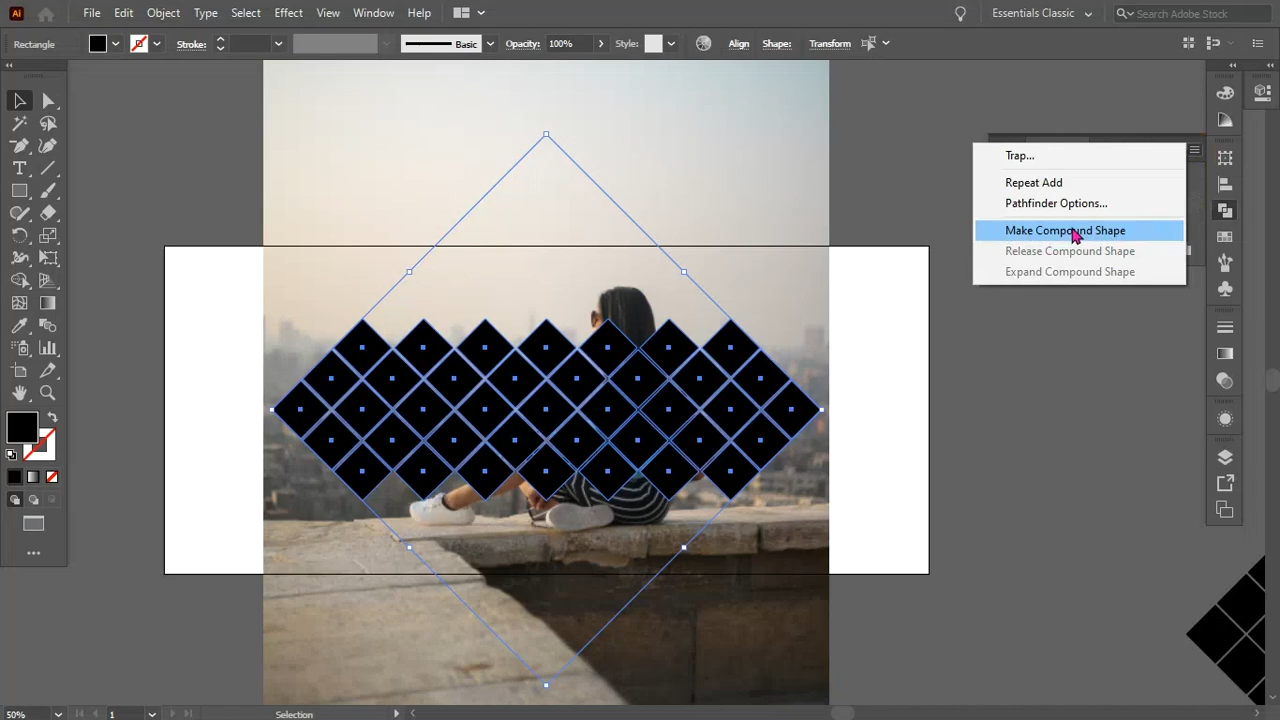 Ai File Edit Object Type Select Effect View Window Help Essentials Classic Search Adobe Stock
Rectangle Stroke: Basic Opacity: 100% Style: Align Shape: Transform
Trap...
Repeat Add
Pathfinder Options...
Make Compound Shape
Release Compound Shape
Expand Compound Shape
50% 1 Selection